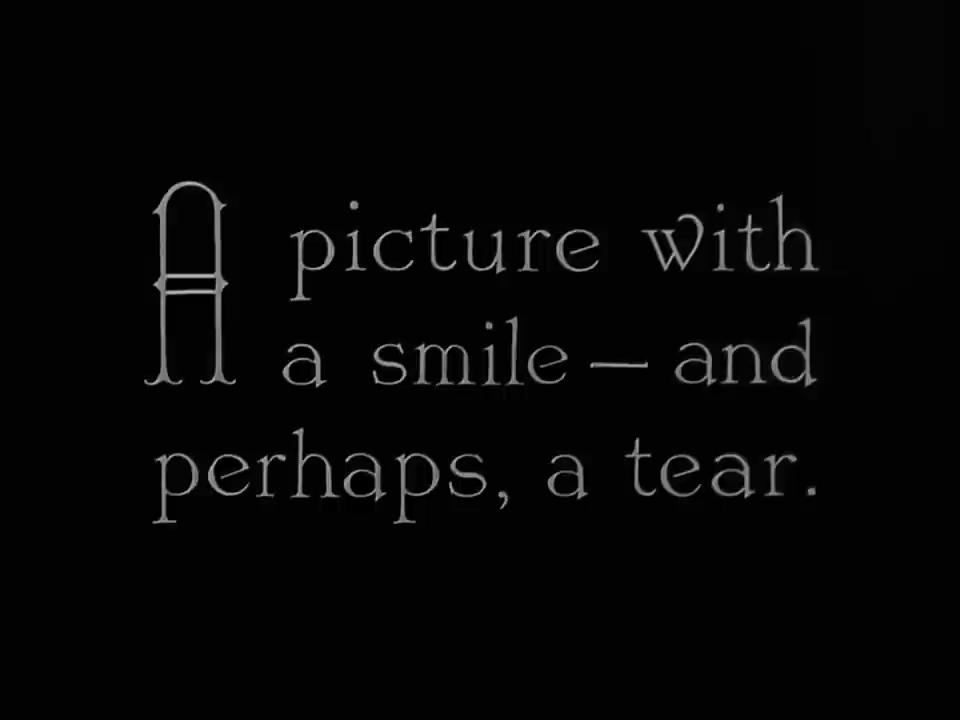 A picture with
a smile — and
perhaps, a tear.